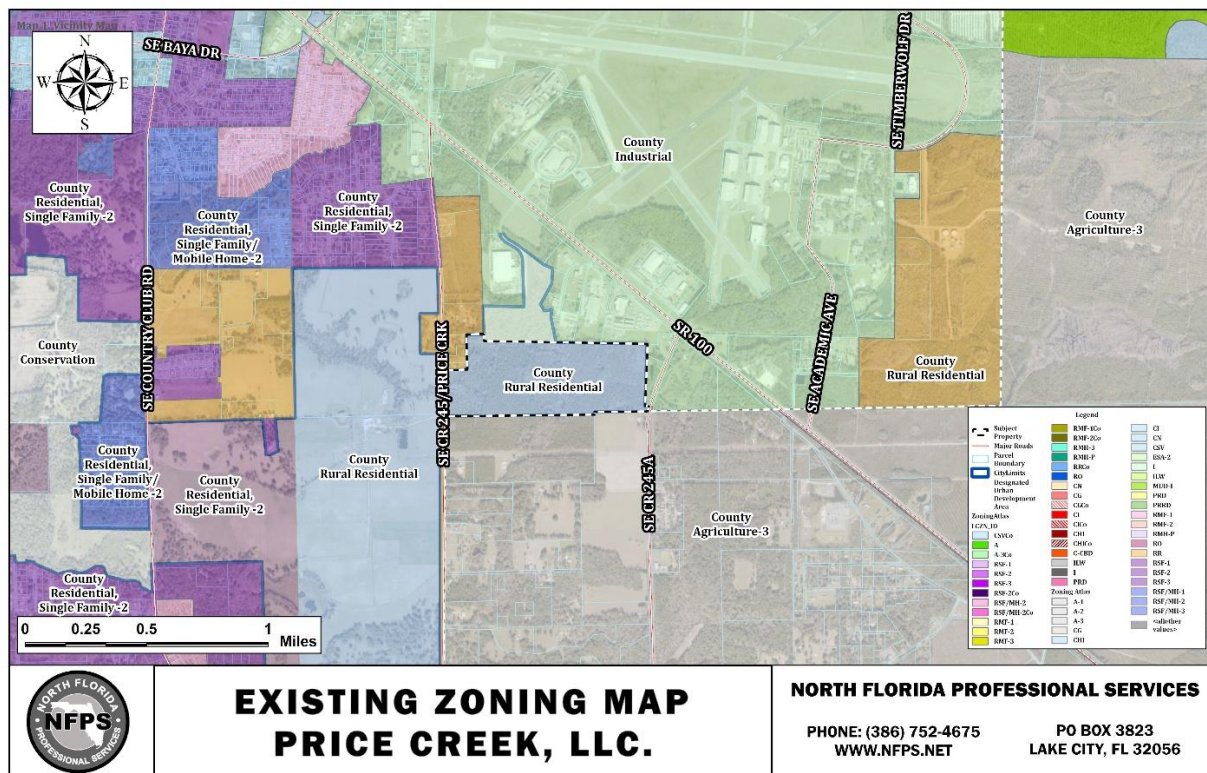 Map 1. Vicinity Map
N
W E
S
SE BAYA DR
SE TIMBERWOLF DR
County
Industrial
County
Residential,
Single Family -2
County
Residential,
Single Family/
Mobile Home -2
County
Residential,
Single Family -2
County
Agriculture-3
SE COUNTRY CLUB RD
County
Conservation
SE CR 245/PRICE CRK
SR 100
SE ACADEMIC AVE
County
Rural Residential
County
Rural Residential
County
Residential,
Single Family/
Mobile Home -2
County
Residential,
Single Family -2
County
Rural Residential
SE CR 245A
County
Agriculture-3
County
Residential,
Single Family -2
0 0.25 0.5 1
Miles
Legend
Subject
Property
Major Roads
Parcel
Boundary
CityLimits
Designated
Urban
Development
Area
ZoningAtlas
LCZN_ID
CSVCo
A
A-3Co
RSF-1
RSF-2
RSF-3
RSF-2Co
RSF/MH-2
RSF/MH-2Co
RMF-1
RMF-2
RMF-3
RMF-1Co
RMF-2Co
RMH-3
RMH-P
RRCo
RO
CN
CG
CGCo
CI
CICo
CHI
CHICo
C-CBD
ILW
I
PRD
Zoning Atlas
A-1
A-2
A-3
CG
CHI
CI
CN
CSV
ESA-2
I
ILW
MUD-I
PRD
PRRD
RMF-1
RMF-2
RMH-P
RO
RR
RSF-1
RSF-2
RSF-3
RSF/MH-1
RSF/MH-2
RSF/MH-3
<all other
values>
NORTH FLORIDA
NFPS
PROFESSIONAL SERVICES
EXISTING ZONING MAP
PRICE CREEK, LLC.
NORTH FLORIDA PROFESSIONAL SERVICES
PHONE: (386) 752-4675
WWW.NFPS.NET
PO BOX 3823
LAKE CITY, FL 32056